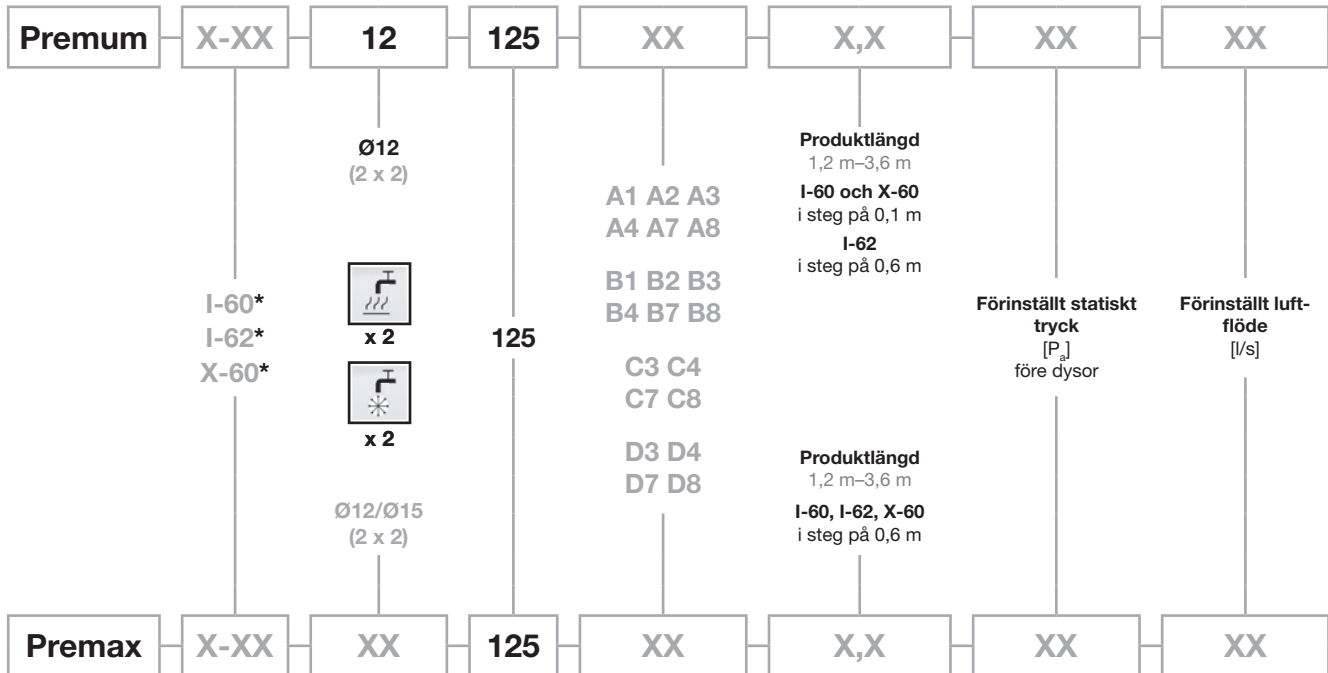 Premum X-XX 12 125 XX X,X XX XX
Ø12
(2 x 2)
x 2
x 2
Ø12/Ø15
(2 x 2)
I-60*
I-62*
X-60*
125
A1 A2 A3
A4 A7 A8
B1 B2 B3
B4 B7 B8
C3 C4
C7 C8
D3 D4
D7 D8
Produktlängd
1,2 m–3,6 m
I-60 och X-60
i steg på 0,1 m
I-62
i steg på 0,6 m
Produktlängd
1,2 m–3,6 m
I-60, I-62, X-60
i steg på 0,6 m
Förinställt statiskt
tryck
[Pa]
före dysor
Förinställt luft-
flöde
[l/s]
Premax X-XX XX 125 XX X,X XX XX